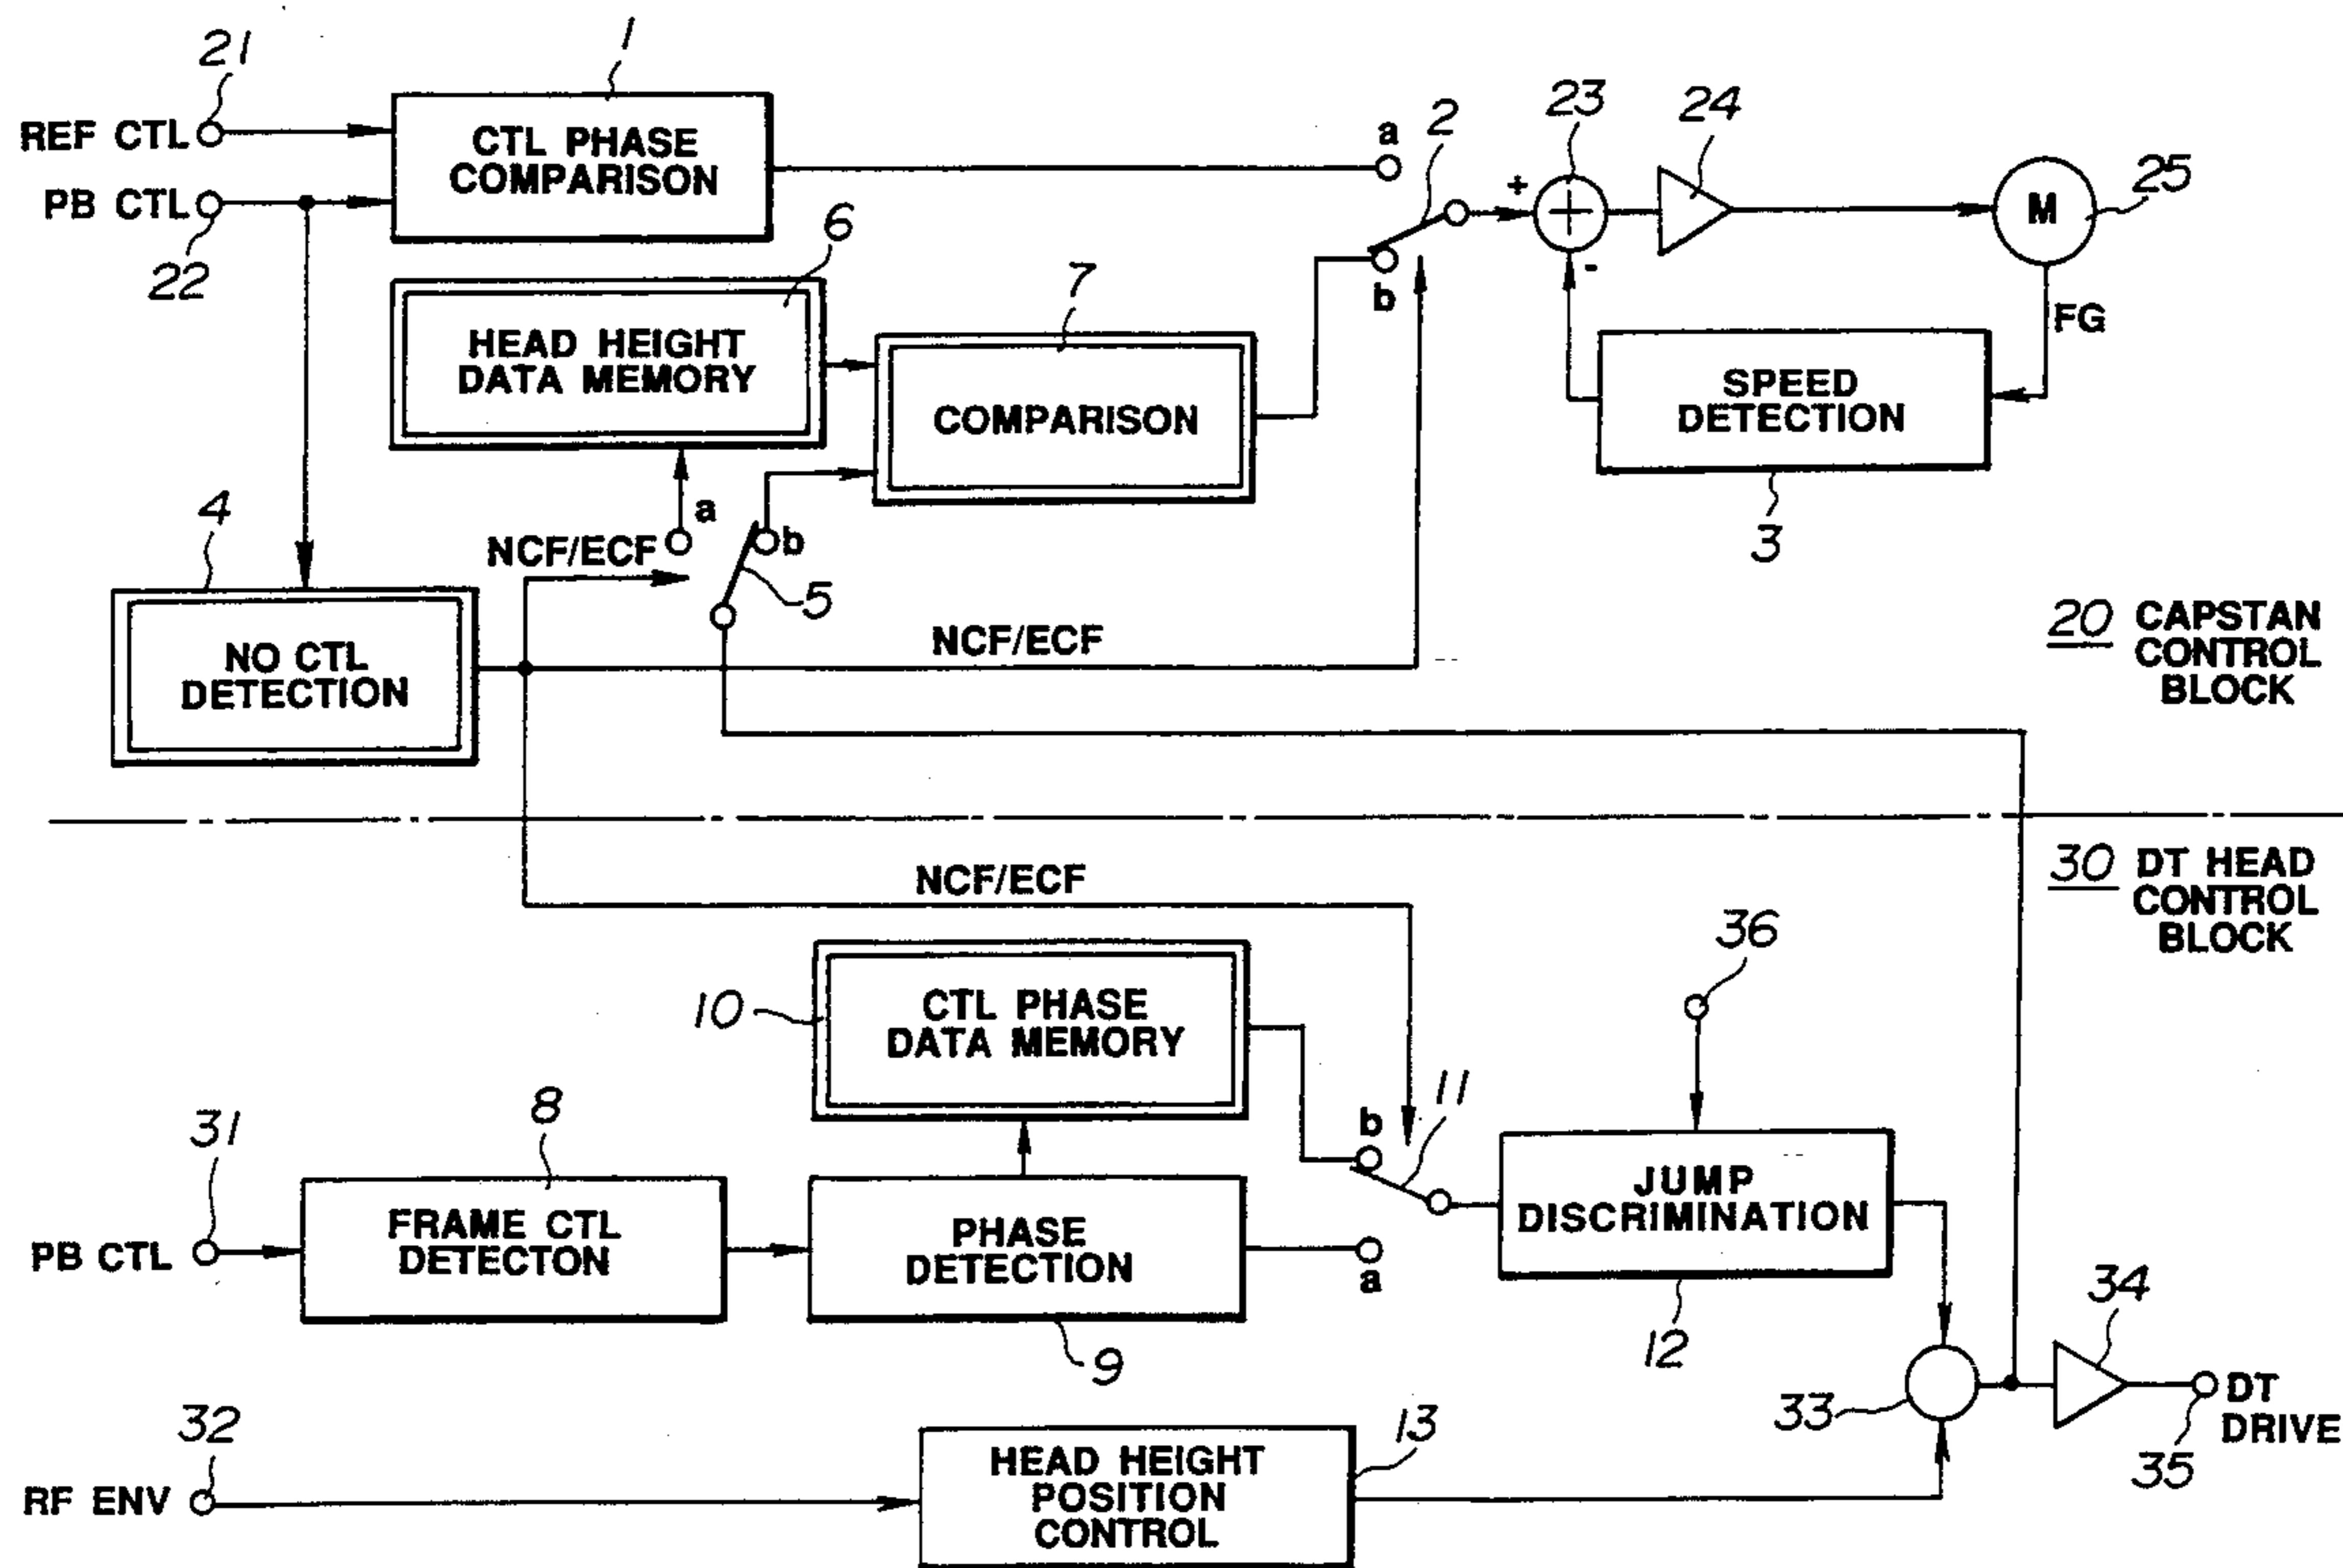 21
1
REF CTL
CTL PHASE
COMPARISON
a
2
23
24
+
M
25
PB CTL
22
6
7
b
-
FG
HEAD HEIGHT
DATA MEMORY
COMPARISON
SPEED
DETECTION
3
4
NCF/ECF
a
b
5
NO CTL
DETECTION
NCF/ECF
20 CAPSTAN
CONTROL
BLOCK
NCF/ECF
30 DT HEAD
CONTROL
BLOCK
36
10
CTL PHASE
DATA MEMORY
31
8
b
11
PB CTL
FRAME CTL
DETECTON
PHASE
DETECTION
a
JUMP
DISCRIMINATION
9
12
34
32
13
33
DT
DRIVE
35
RF ENV
HEAD HEIGHT
POSITION
CONTROL